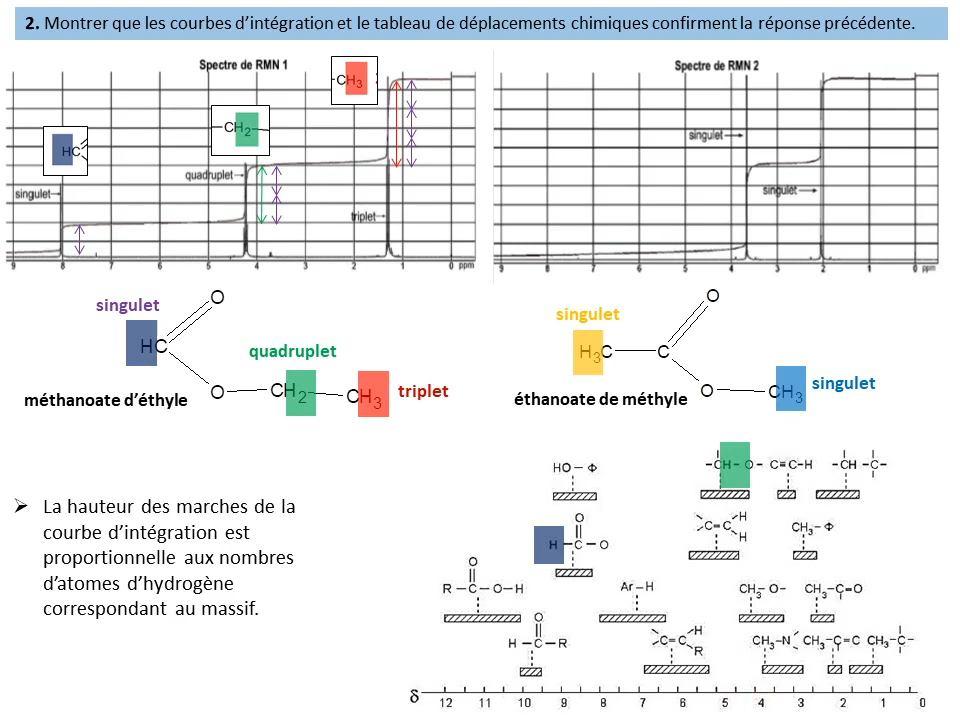 2. Montrer que les courbes d'intégration et le tableau de déplacements chimiques confirment la réponse précédente.
Spectre de RMN 1
Spectre de RMN 2
CH3
CH2
HC
singulet
quadruplet
triplet
singulet
singulet
9 8 7 6 5 4 3 2 1 0 ppm
9 8 7 6 5 4 3 2 1 0 ppm
singulet
O
HC
quadruplet
O
CH2
CH3
triplet
méthanoate d'éthyle
O
singulet
H3C
C
O
CH3
singulet
éthanoate de méthyle
➢ La hauteur des marches de la
courbe d'intégration est
proportionnelle aux nombres
d'atomes d'hydrogène
correspondant au massif.
HO – Φ
-CH- O - C≡C-H
-CH -C-
O
H-C - O
C=C
H
H
CH3- Φ
O
R-C-O-H
Ar-H
CH3-O-
CH3-C=O
O
H-C-R
C=C
H
R
CH3-N
CH3-C=C
CH3-C-
δ
12 11 10 9 8 7 6 5 4 3 2 1 0